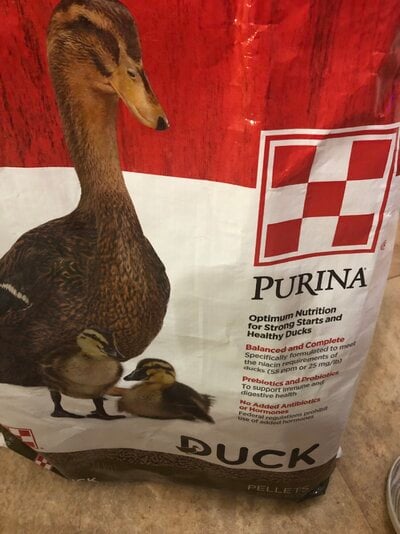 PURINA
Optimum Nutrition
for Strong Starts and
Healthy Ducks
Balanced and Complete
Specifically formulated to meet
the niacin requirements of
ducks (55 ppm or 25 mg/lb)
Prebiotics and Probiotics
To support immune and
digestive health
No Added Antibiotics
or Hormones
Federal regulations prohibit
use of added hormones
DUCK
PELLETS
DUCK